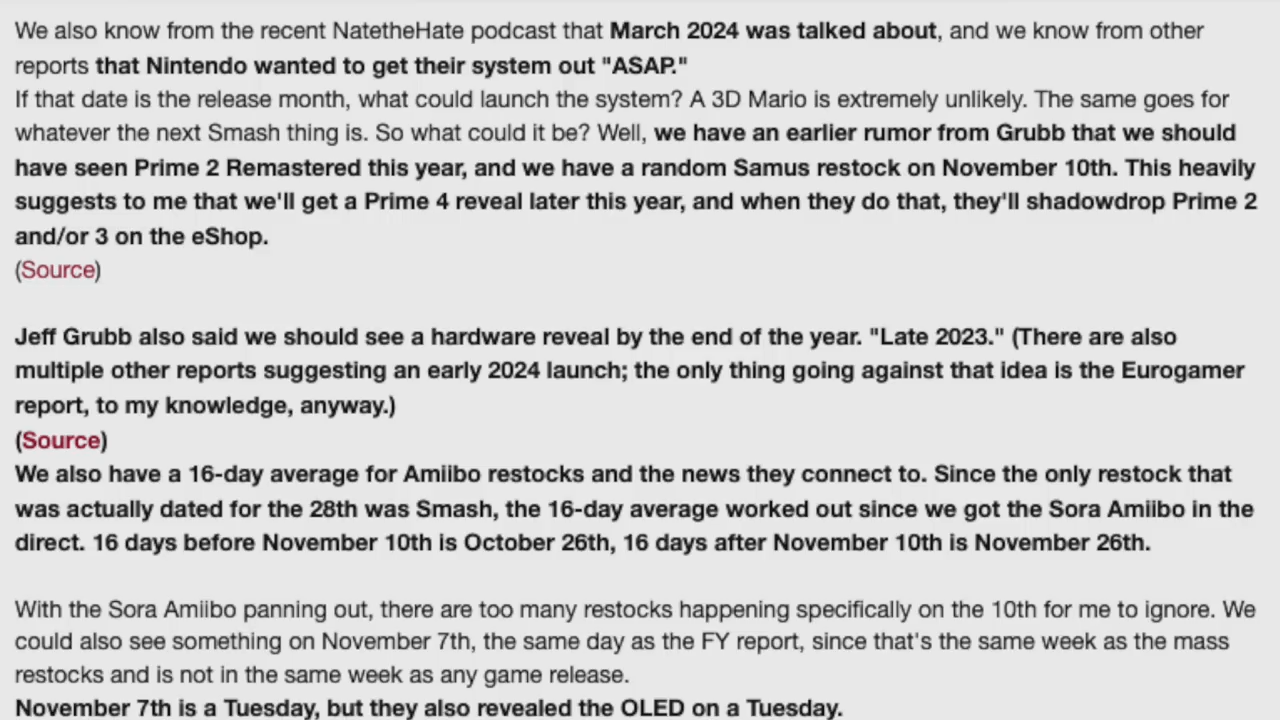 We also know from the recent NatetheHate podcast that March 2024 was talked about, and we know from other
reports that Nintendo wanted to get their system out "ASAP."
If that date is the release month, what could launch the system? A 3D Mario is extremely unlikely. The same goes for
whatever the next Smash thing is. So what could it be? Well, we have an earlier rumor from Grubb that we should
have seen Prime 2 Remastered this year, and we have a random Samus restock on November 10th. This heavily
suggests to me that we'll get a Prime 4 reveal later this year, and when they do that, they'll shadowdrop Prime 2
and/or 3 on the eShop.
(Source)
Jeff Grubb also said we should see a hardware reveal by the end of the year. "Late 2023." (There are also
multiple other reports suggesting an early 2024 launch; the only thing going against that idea is the Eurogamer
report, to my knowledge, anyway.)
(Source)
We also have a 16-day average for Amiibo restocks and the news they connect to. Since the only restock that
was actually dated for the 28th was Smash, the 16-day average worked out since we got the Sora Amiibo in the
direct. 16 days before November 10th is October 26th, 16 days after November 10th is November 26th.
With the Sora Amiibo panning out, there are too many restocks happening specifically on the 10th for me to ignore. We
could also see something on November 7th, the same day as the FY report, since that's the same week as the mass
restocks and is not in the same week as any game release.
November 7th is a Tuesday, but they also revealed the OLED on a Tuesday.